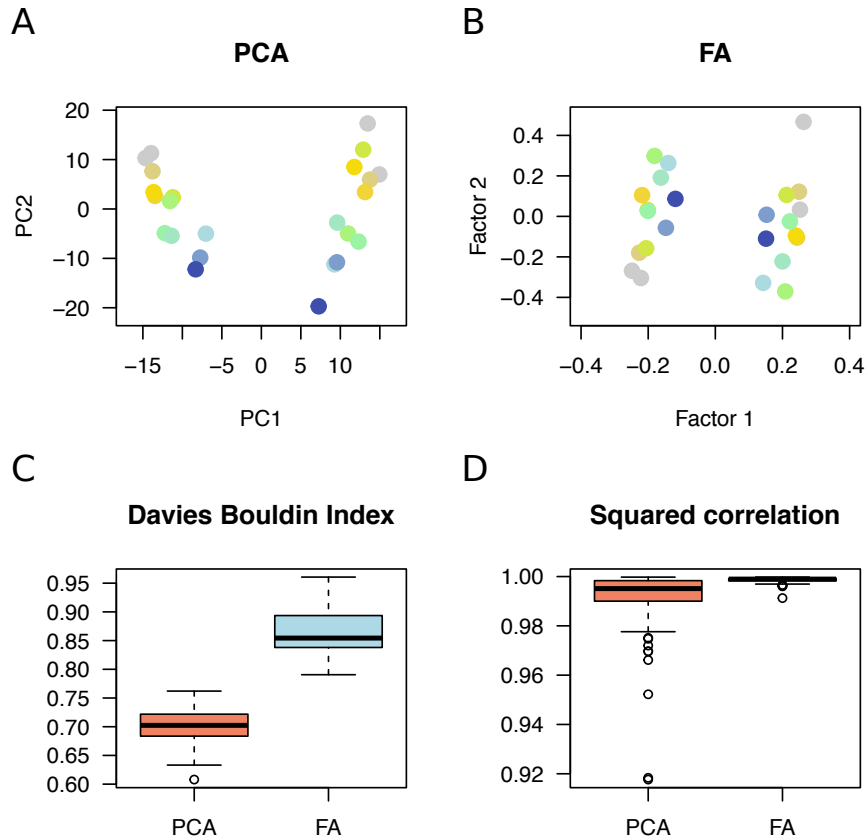 A
PCA
20
10
0
−10
−20
PC2
−15
−5
0
5
10
PC1
B
FA
0.4
0.2
0.0
−0.2
−0.4
Factor 2
−0.4
−0.2
0.0
0.2
0.4
Factor 1
C
Davies Bouldin Index
0.95
0.90
0.85
0.80
0.75
0.70
0.65
0.60
PCA
FA
D
Squared correlation
1.00
0.98
0.96
0.94
0.92
PCA
FA